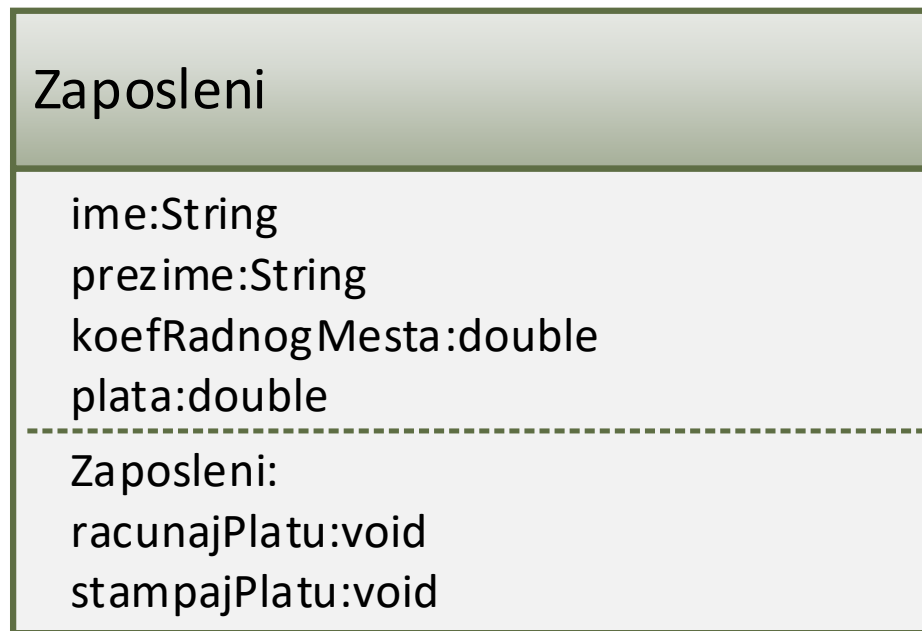 Zaposleni
ime:String
prezime:String
koefRadnogMesta:double
plata:double
Zaposleni:
racunajPlatu:void
stampajPlatu:void